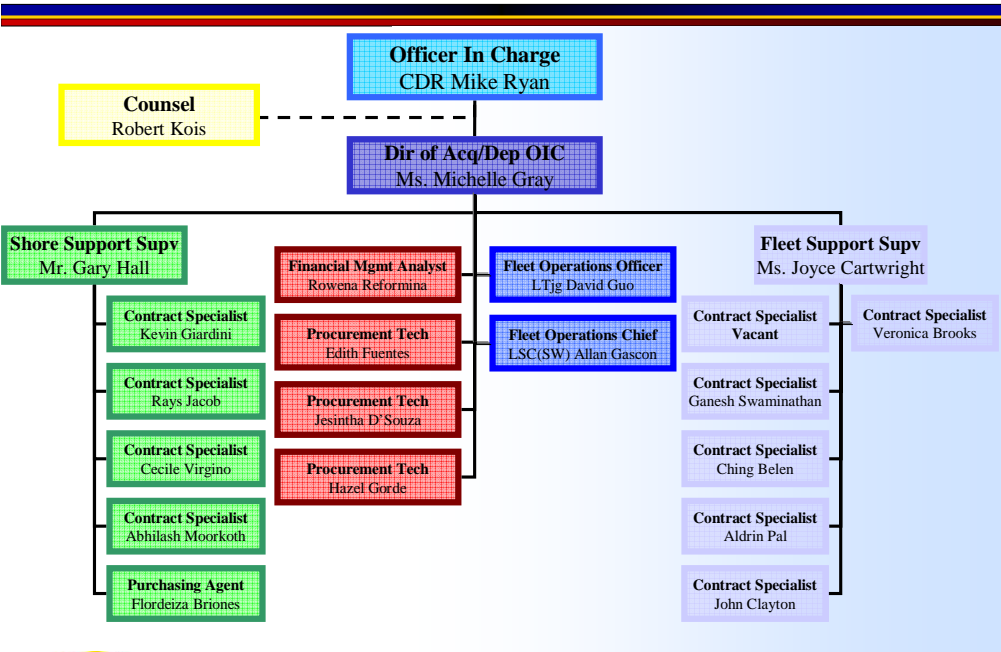 Officer In Charge
CDR Mike Ryan
Counsel
Robert Kois
Dir of Acq/Dep OIC
Ms. Michelle Gray
Shore Support Supv
Mr. Gary Hall
Contract Specialist
Kevin Giardini
Contract Specialist
Rays Jacob
Contract Specialist
Cecile Virgino
Contract Specialist
Abhilash Moorkoth
Purchasing Agent
Flordeiza Briones
Financial Mgmt Analyst
Rowena Reformina
Procurement Tech
Edith Fuentes
Procurement Tech
Jesintha D’Souza
Procurement Tech
Hazel Gorde
Fleet Operations Officer
LTjg David Guo
Fleet Operations Chief
LSC(SW) Allan Gascon
Fleet Support Supv
Ms. Joyce Cartwright
Contract Specialist
Vacant
Contract Specialist
Veronica Brooks
Contract Specialist
Ganesh Swaminathan
Contract Specialist
Ching Belen
Contract Specialist
Aldrin Pal
Contract Specialist
John Clayton